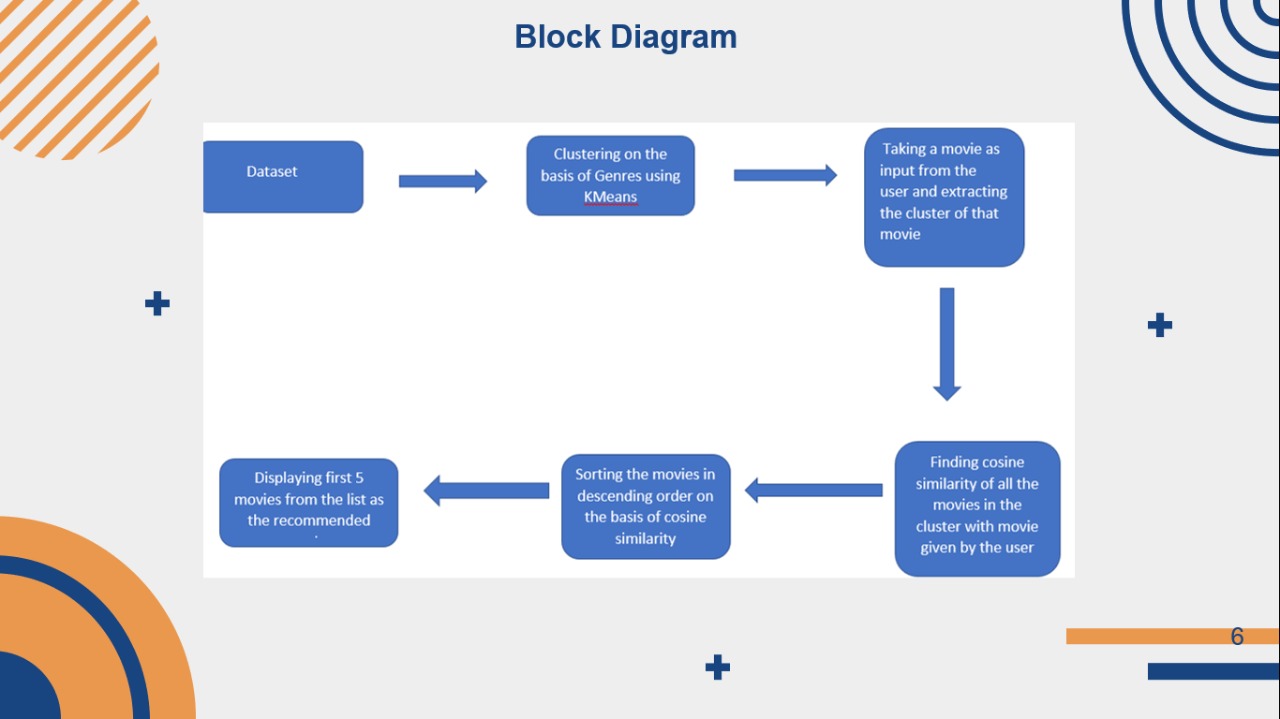 Block Diagram
Dataset
Clustering on the
basis of Genres using
KMeans
Taking a movie as
input from the
user and extracting
the cluster of that
movie
Finding cosine
similarity of all the
movies in the
cluster with movie
given by the user
Sorting the movies in
descending order on
the basis of cosine
similarity
Displaying first 5
movies from the list as
the recommended
6